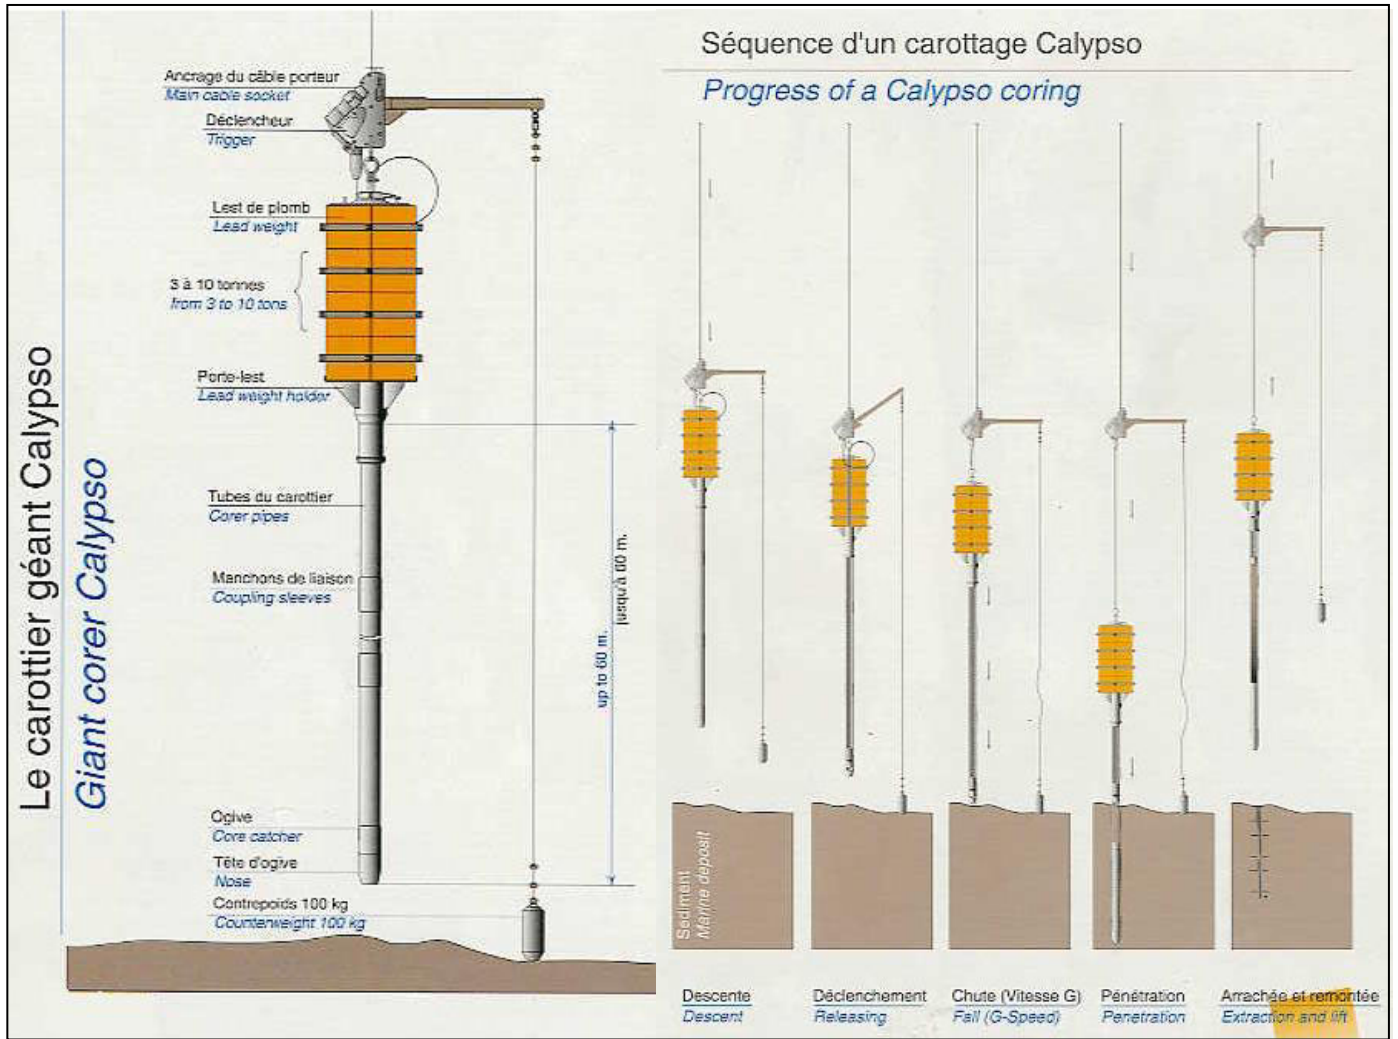 Le carottier géant Calypso
Giant corer Calypso
Ancrage du câble porteur
Main cable socket
Déclencheur
Trigger
Lest de plomb
Lead weight
3 à 10 tonnes
from 3 to 10 tons
Porte-lest
Lead weight holder
Tubes du carottier
Corer pipes
Manchons de liaison
Coupling sleeves
up to 60 m.
jusqu'à 60 m.
Ogive
Core catcher
Tête d'ogive
Nose
Contrepoids 100 kg
Counterweight 100 kg
Séquence d'un carottage Calypso
Progress of a Calypso coring
Sediment
Marine deposit
Descente
Descent
Déclenchement
Releasing
Chute (Vitesse G)
Fall (G-Speed)
Pénétration
Penetration
Arrachée et remontée
Extraction and lift